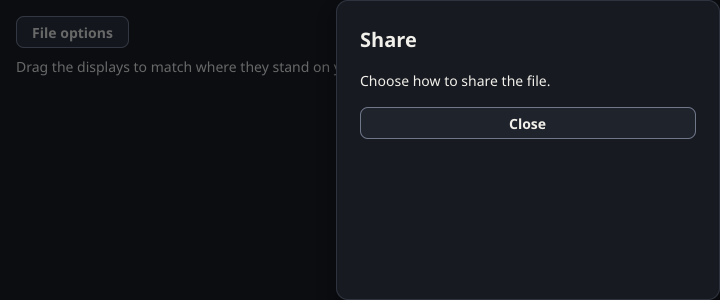 File options
Drag the displays to match where they stand on
Share
Choose how to share the file.
Close